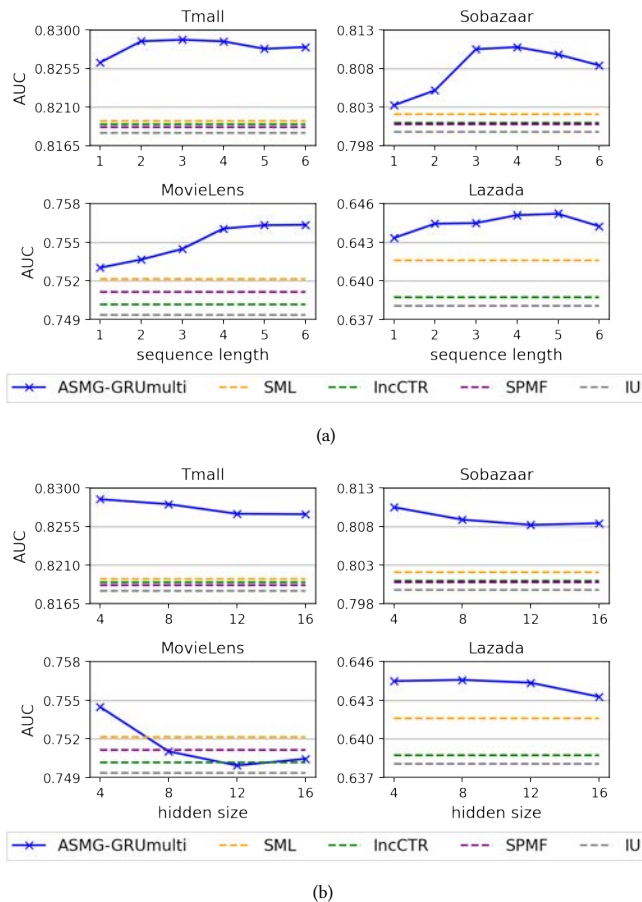 Tmall
Sobazaar
0.8300
0.8255
0.8210
0.8165
AUC
1 2 3 4 5 6
0.813
0.808
0.803
0.798
1 2 3 4 5 6
MovieLens
Lazada
0.758
0.755
0.752
0.749
AUC
1 2 3 4 5 6
sequence length
0.646
0.643
0.640
0.637
1 2 3 4 5 6
sequence length
ASMG-GRUmulti SML IncCTR SPMF IU
(a)
Tmall
Sobazaar
0.8300
0.8255
0.8210
0.8165
AUC
4 8 12 16
0.813
0.808
0.803
0.798
4 8 12 16
MovieLens
Lazada
0.758
0.755
0.752
0.749
AUC
4 8 12 16
hidden size
0.646
0.643
0.640
0.637
4 8 12 16
hidden size
ASMG-GRUmulti SML IncCTR SPMF IU
(b)